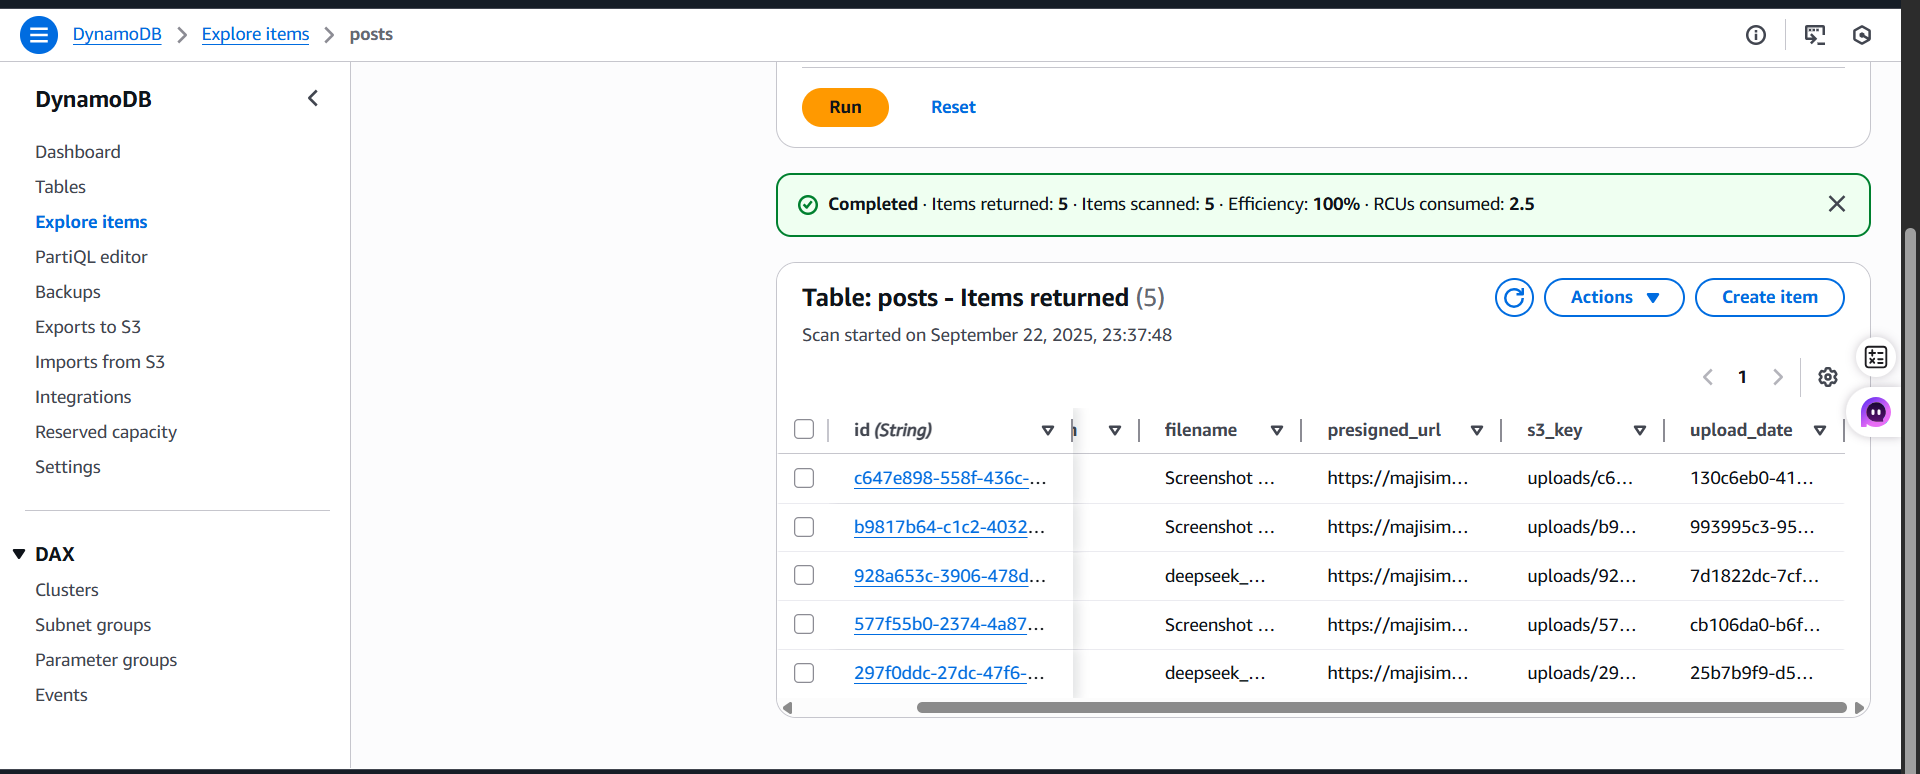 DynamoDB
Explore items
posts
DynamoDB
Dashboard
Tables
Explore items
PartiQL editor
Backups
Exports to S3
Imports from S3
Integrations
Reserved capacity
Settings
DAX
Clusters
Subnet groups
Parameter groups
Events
Run
Reset
Completed · Items returned: 5 · Items scanned: 5 · Efficiency: 100% · RCUs consumed: 2.5
Table: posts - Items returned (5)
Scan started on September 22, 2025, 23:37:48
Actions
Create item
1
id (String) filename presigned_url s3_key upload_date
c647e898-558f-436c-... Screenshot ... https://majisim... uploads/c6... 130c6eb0-41...
b9817b64-c1c2-4032... Screenshot ... https://majisim... uploads/b9... 993995c3-95...
928a653c-3906-478d... deepseek_... https://majisim... uploads/92... 7d1822dc-7cf...
577f55b0-2374-4a87... Screenshot ... https://majisim... uploads/57... cb106da0-b6f...
297f0ddc-27dc-47f6-... deepseek_... https://majisim... uploads/29... 25b7b9f9-d5...